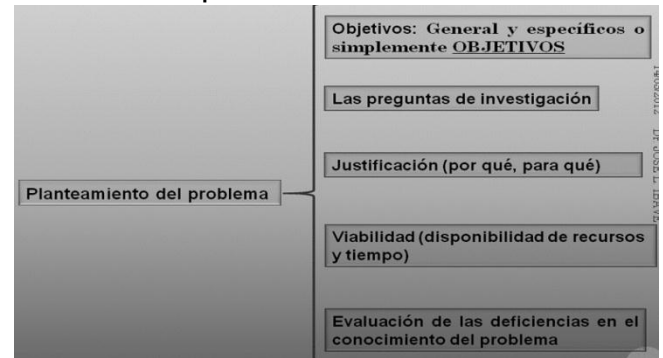 Objetivos: General y específicos o
simplemente OBJETIVOS
Las preguntas de investigación
Justificación (por qué, para qué)
Planteamiento del problema
Viabilidad (disponibilidad de recursos
y tiempo)
Evaluación de las deficiencias en el
conocimiento del problema